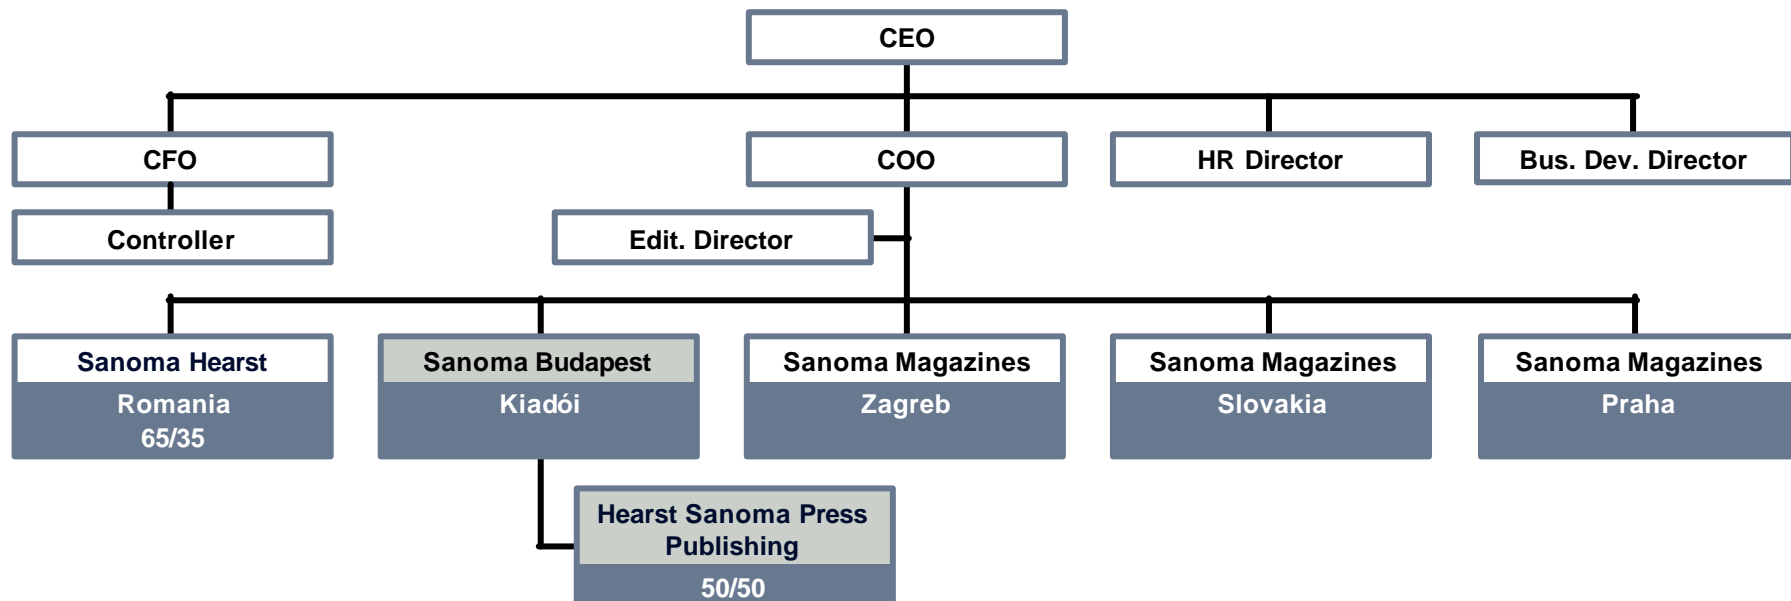 CEO
CFO
COO
HR Director
Bus. Dev. Director
Controller
Edit. Director
Sanoma Hearst
Romania
65/35
Sanoma Budapest
Kiadói
Sanoma Magazines
Zagreb
Sanoma Magazines
Slovakia
Sanoma Magazines
Praha
Hearst Sanoma Press
Publishing
50/50